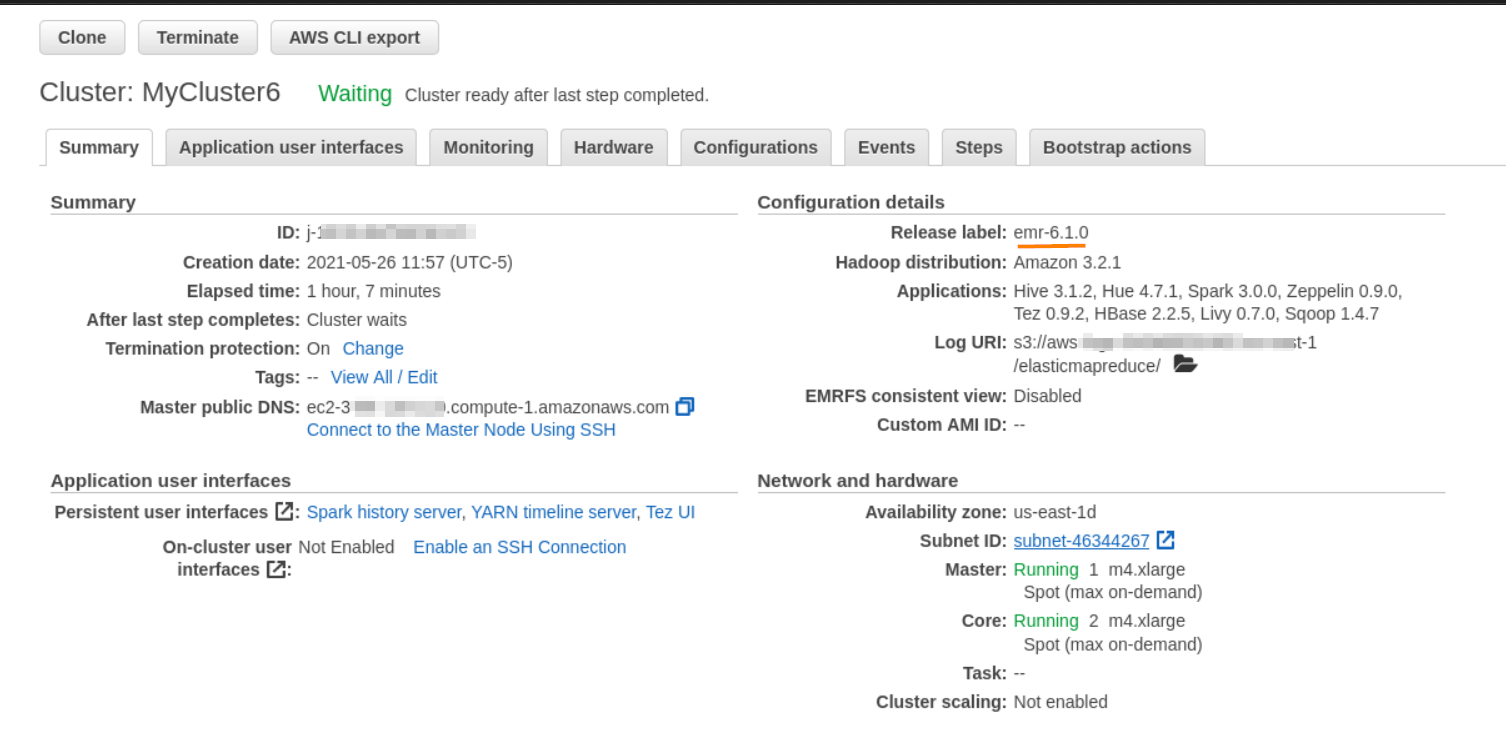 Clone Terminate AWS CLI export
Cluster: MyCluster6 Waiting Cluster ready after last step completed.
Summary Application user interfaces Monitoring Hardware Configurations Events Steps Bootstrap actions
Summary
ID: j-1
Creation date: 2021-05-26 11:57 (UTC-5)
Elapsed time: 1 hour, 7 minutes
After last step completes: Cluster waits
Termination protection: On Change
Tags: -- View All / Edit
Master public DNS: ec2-3 .compute-1.amazonaws.com
Connect to the Master Node Using SSH
Configuration details
Release label: emr-6.1.0
Hadoop distribution: Amazon 3.2.1
Applications: Hive 3.1.2, Hue 4.7.1, Spark 3.0.0, Zeppelin 0.9.0,
Tez 0.9.2, HBase 2.2.5, Livy 0.7.0, Sqoop 1.4.7
Log URI: s3://aws st-1
/elasticmapreduce/
EMRFS consistent view: Disabled
Custom AMI ID: --
Application user interfaces
Persistent user interfaces : Spark history server, YARN timeline server, Tez UI
On-cluster user Not Enabled Enable an SSH Connection
interfaces :
Network and hardware
Availability zone: us-east-1d
Subnet ID: subnet-46344267
Master: Running 1 m4.xlarge
Spot (max on-demand)
Core: Running 2 m4.xlarge
Spot (max on-demand)
Task: --
Cluster scaling: Not enabled